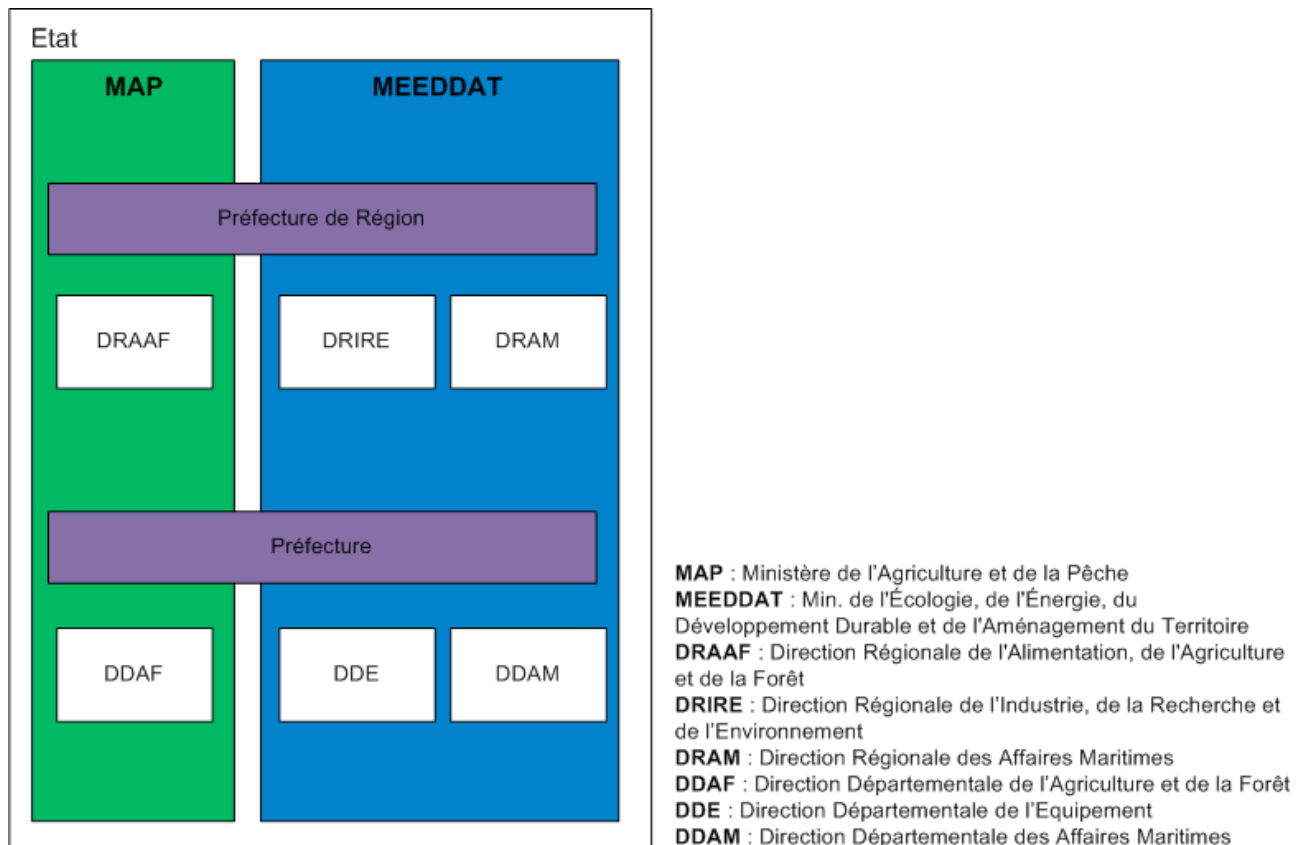 Etat
MAP
MEEDDAT
Préfecture de Région
DRAAF
DRIRE
DRAM
Préfecture
DDAF
DDE
DDAM
MAP : Ministère de l'Agriculture et de la Pêche
MEEDDAT : Min. de l'Écologie, de l'Énergie, du
Développement Durable et de l'Aménagement du Territoire
DRAAF : Direction Régionale de l'Alimentation, de l'Agriculture
et de la Forêt
DRIRE : Direction Régionale de l'Industrie, de la Recherche et
de l'Environnement
DRAM : Direction Régionale des Affaires Maritimes
DDAF : Direction Départementale de l'Agriculture et de la Forêt
DDE : Direction Départementale de l'Equipement
DDAM : Direction Départementale des Affaires Maritimes